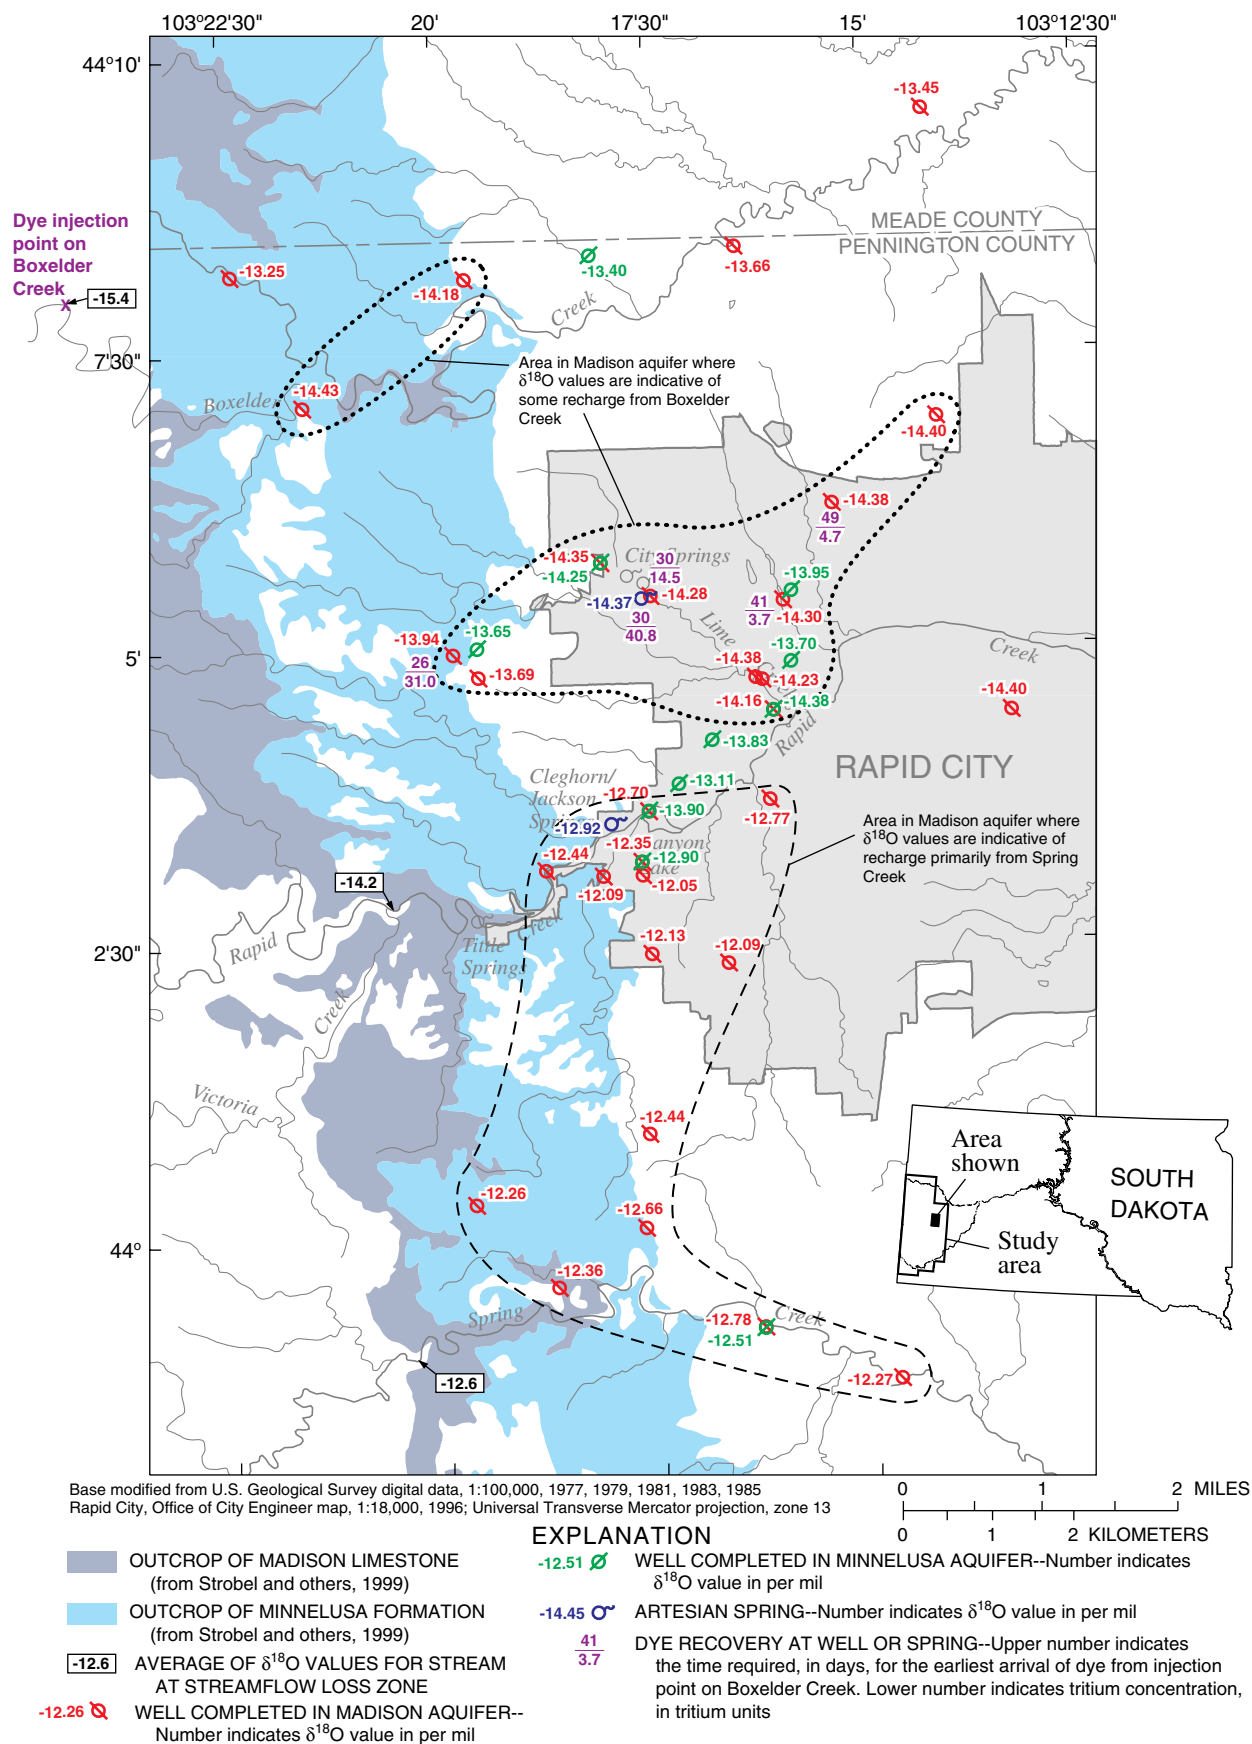 103°22'30"
20'
17'30"
15'
103°12'30"
44°10'
-13.45
MEADE COUNTY
PENNINGTON COUNTY
Dye injection
point on
Boxelder
Creek
-15.4
-13.25
-14.18
-13.40
-13.66
Creek
7'30"
Area in Madison aquifer where
δ18O values are indicative of
some recharge from Boxelder
Creek
-14.43
Boxelder
-14.40
-14.38
49
4.7
-14.35
-14.25
City Springs
30
14.5
-14.28
-14.37
30
40.8
-13.95
41
3.7
-14.30
Lime
-13.94
-13.65
-13.70
5'
26
31.0
-13.69
-14.38
-14.23
Creek
Creek
-14.16
-14.38
-14.40
Rapid
-13.83
RAPID CITY
Cleghorn/
Jackson
Springs
-13.11
-12.70
-13.90
-12.77
-12.92
Area in Madison aquifer where
δ18O values are indicative of
recharge primarily from Spring
Creek
-12.35
Canyon
Lake
-12.90
-12.44
-12.09
-12.05
-14.2
Creek
Rapid
Tittle
Springs
-12.13
-12.09
2'30"
Creek
Victoria
-12.44
Area
shown
SOUTH
DAKOTA
Study
area
-12.26
-12.66
44°
-12.36
Spring
-12.78
-12.51
Creek
-12.6
-12.27
Base modified from U.S. Geological Survey digital data, 1:100,000, 1977, 1979, 1981, 1983, 1985
Rapid City, Office of City Engineer map, 1:18,000, 1996; Universal Transverse Mercator projection, zone 13
0 1 2 MILES
0 1 2 KILOMETERS
EXPLANATION
OUTCROP OF MADISON LIMESTONE
(from Strobel and others, 1999)
OUTCROP OF MINNELUSA FORMATION
(from Strobel and others, 1999)
-12.6 AVERAGE OF δ18O VALUES FOR STREAM
AT STREAMFLOW LOSS ZONE
-12.26 WELL COMPLETED IN MADISON AQUIFER--
Number indicates δ18O value in per mil
-12.51 WELL COMPLETED IN MINNELUSA AQUIFER--Number indicates
δ18O value in per mil
-14.45 ARTESIAN SPRING--Number indicates δ18O value in per mil
41
3.7
DYE RECOVERY AT WELL OR SPRING--Upper number indicates
the time required, in days, for the earliest arrival of dye from injection
point on Boxelder Creek. Lower number indicates tritium concentration,
in tritium units